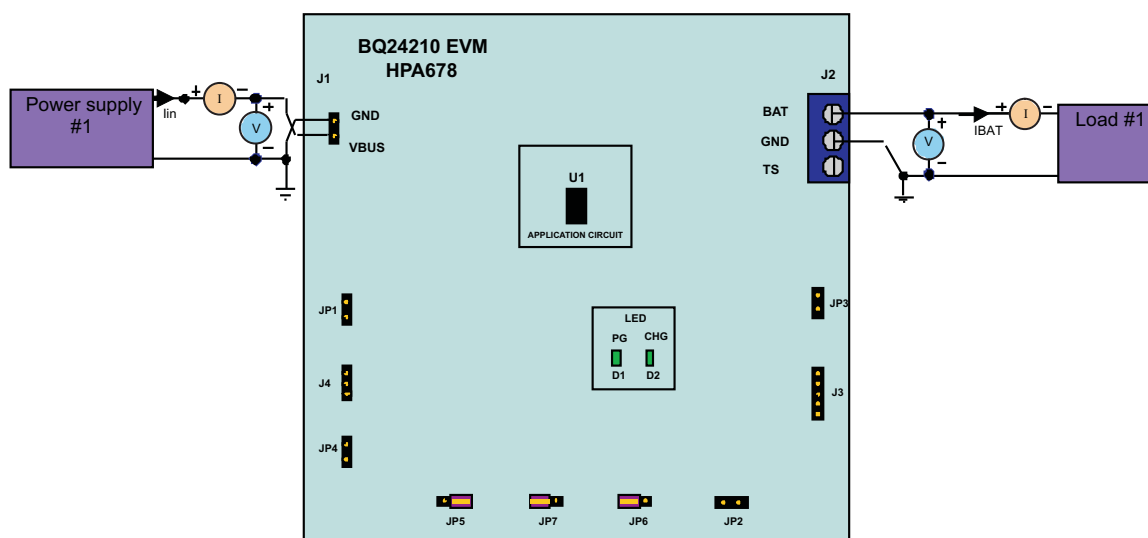 BQ24210 EVM
HPA678
J1
J2
Power supply
#1
+
I
−
Iin
+
V
−
GND
VBUS
BAT
GND
TS
+
V
−
IBAT
+
I
−
Load #1
U1
APPLICATION CIRCUIT
JP1
JP3
LED
PG
CHG
D1
D2
J4
J3
JP4
JP5
JP7
JP6
JP2